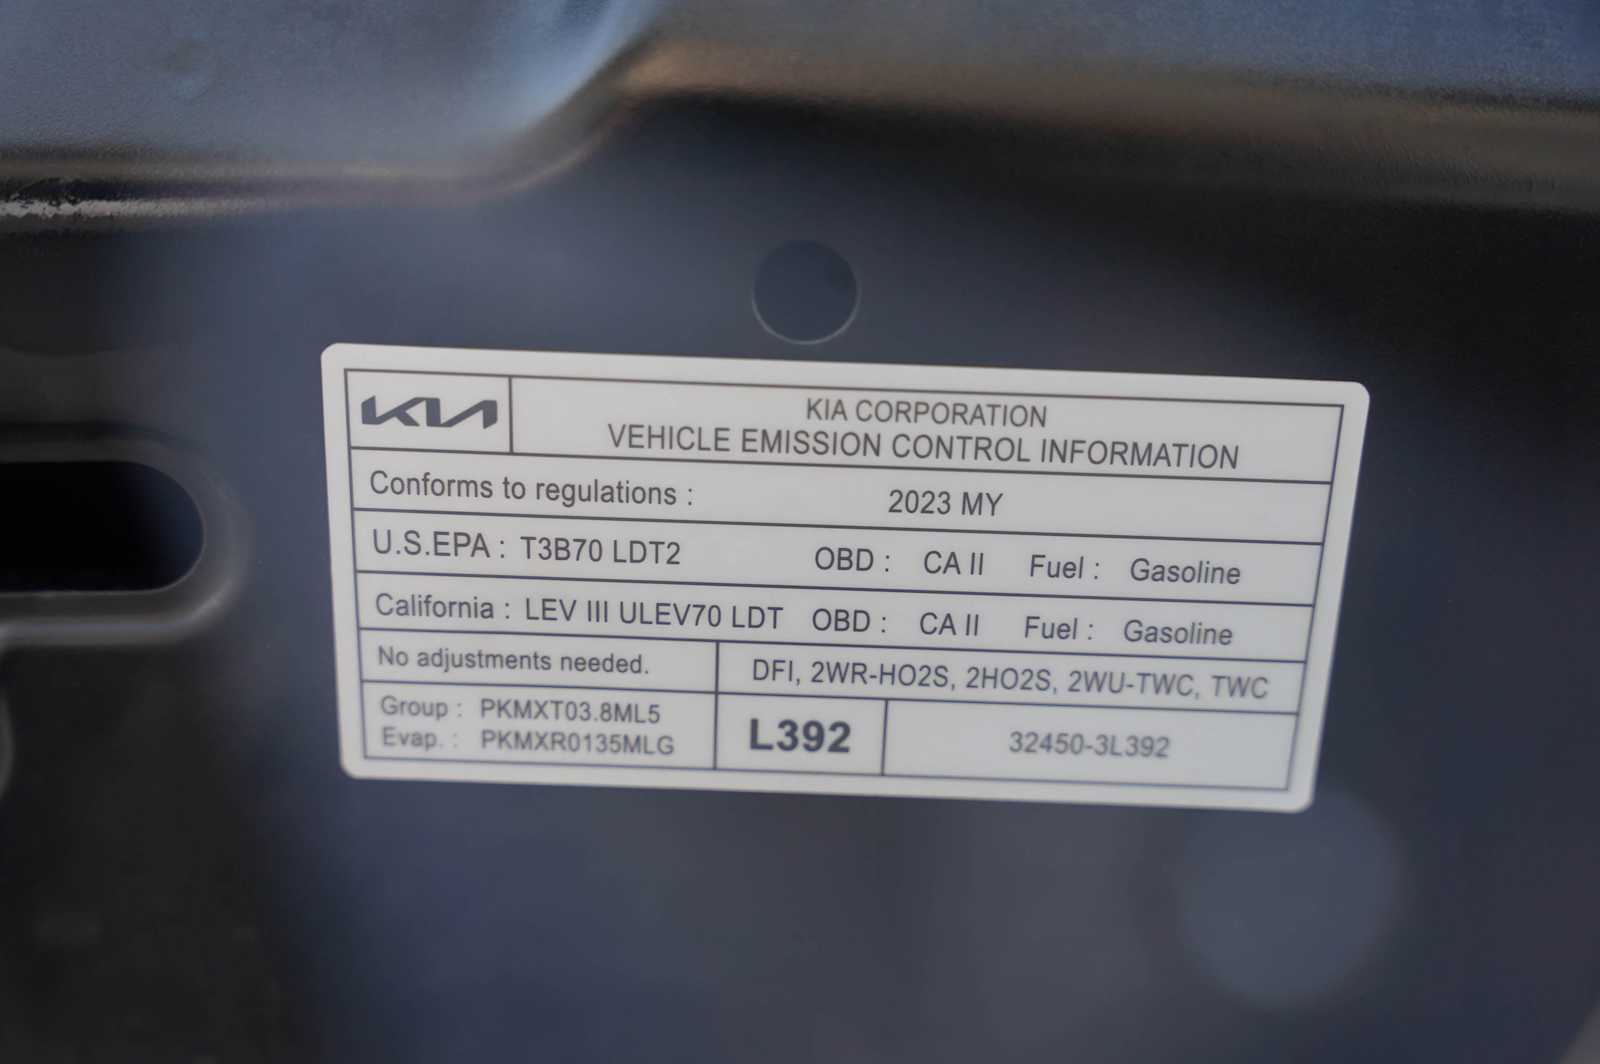 KIA
KIA CORPORATION
VEHICLE EMISSION CONTROL INFORMATION
Conforms to regulations : 2023 MY
U.S.EPA : T3B70 LDT2 OBD : CA II Fuel : Gasoline
California : LEV III ULEV70 LDT OBD : CA II Fuel : Gasoline
No adjustments needed. DFI, 2WR-HO2S, 2HO2S, 2WU-TWC, TWC
Group : PKMXT03.8ML5
Evap. : PKMXR0135MLG
L392
32450-3L392